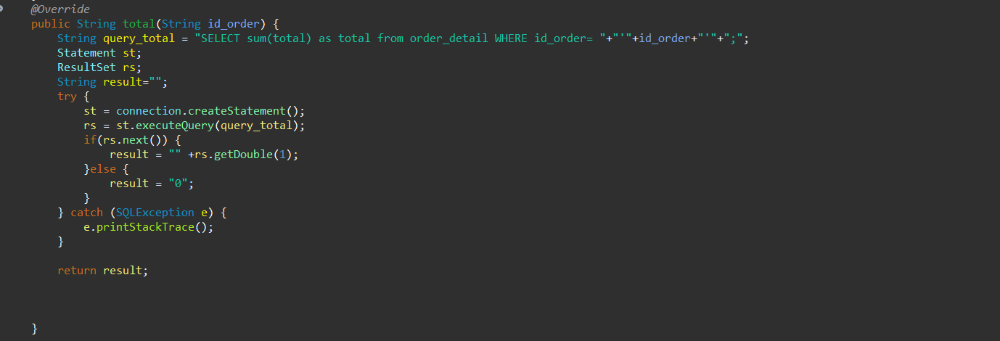 @Override
public String total(String id_order) {
String query_total = "SELECT sum(total) as total from order_detail WHERE id_order= "+"'"+id_order+"'"+";";
Statement st;
ResultSet rs;
String result="";
try {
st = connection.createStatement();
rs = st.executeQuery(query_total);
if(rs.next()) {
result = "" +rs.getDouble(1);
}else {
result = "0";
}
} catch (SQLException e) {
e.printStackTrace();
}
return result;
}